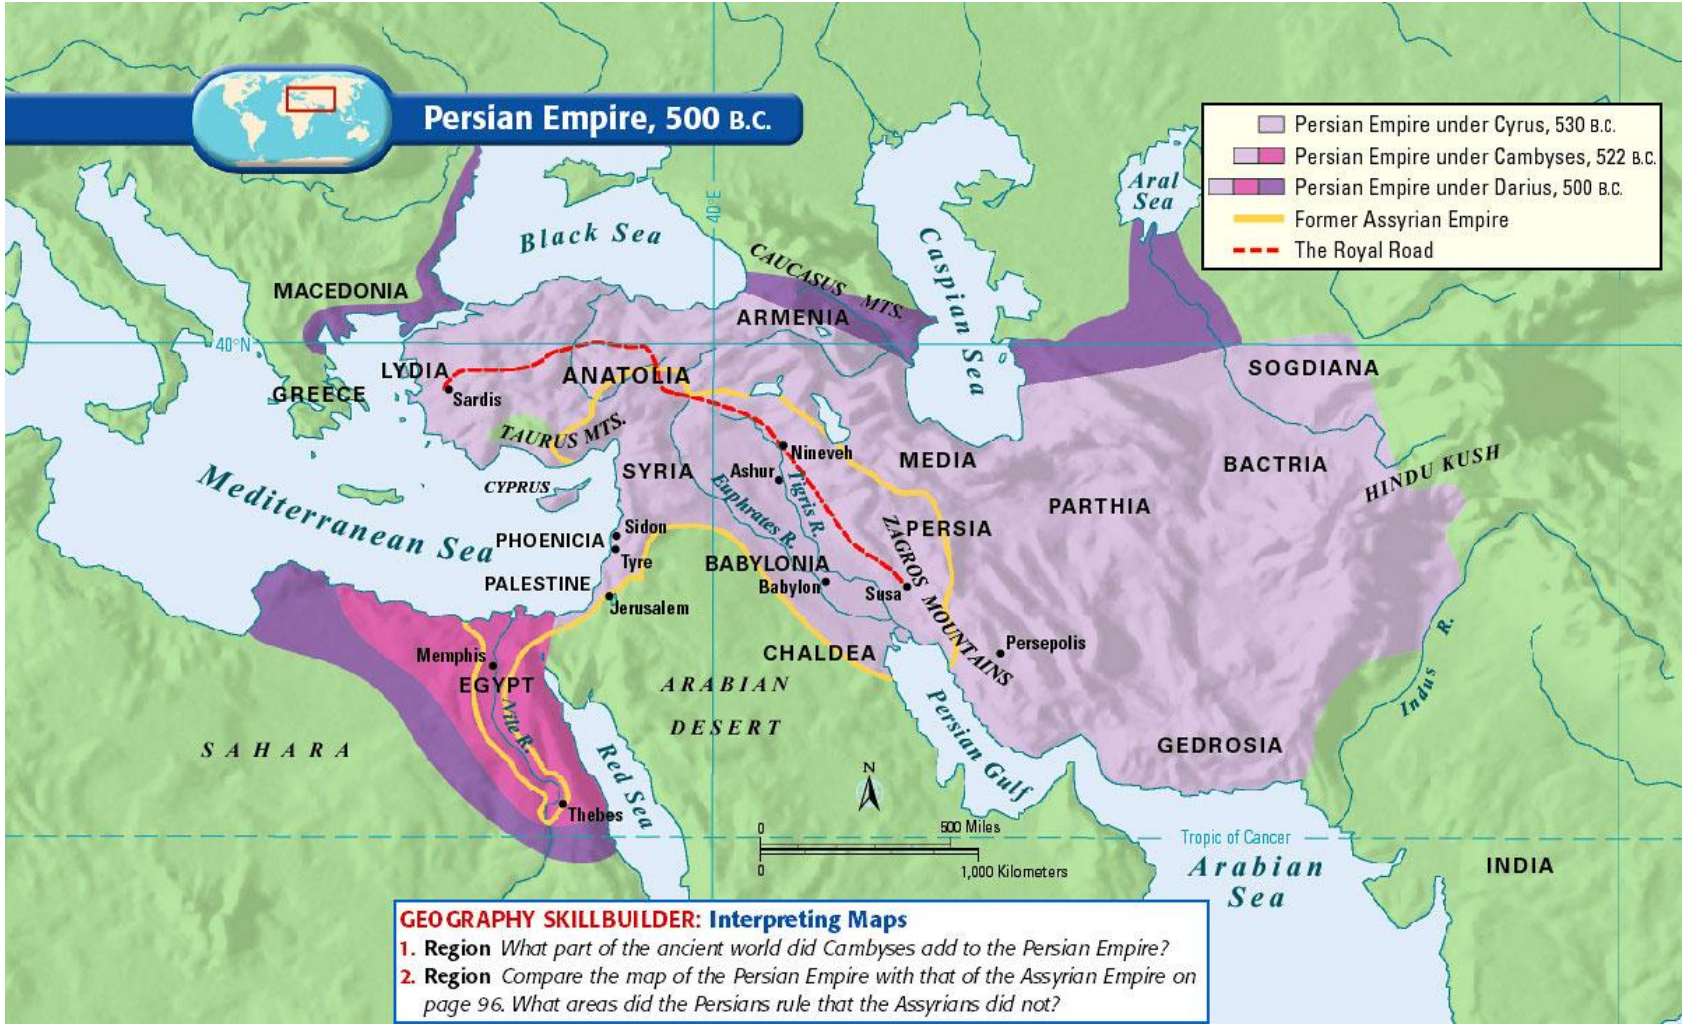 Persian Empire, 500 B.C.
Persian Empire under Cyrus, 530 B.C.
Persian Empire under Cambyses, 522 B.C.
Persian Empire under Darius, 500 B.C.
Former Assyrian Empire
The Royal Road
Aral
Sea
40°E
Black Sea
Caspian Sea
CAUCASUS MTS.
MACEDONIA
ARMENIA
40°N
LYDIA
ANATOLIA
SOGDIANA
GREECE
Sardis
TAURUS MTS.
Nineveh
MEDIA
BACTRIA
HINDU KUSH
SYRIA
Ashur
Tigris R.
Euphrates R.
CYPRUS
Mediterranean Sea
PARTHIA
Sidon
PHOENICIA
Tyre
PERSIA
ZAGROS MOUNTAINS
BABYLONIA
PALESTINE
Babylon
Susa
Jerusalem
Indus R.
Memphis
CHALDEA
Persepolis
EGYPT
ARABIAN
DESERT
Nile R.
SAHARA
Red Sea
Persian Gulf
GEDROSIA
N
Thebes
0 500 Miles
0 1,000 Kilometers
Tropic of Cancer
Arabian
Sea
INDIA
GEOGRAPHY SKILLBUILDER: Interpreting Maps
1. Region What part of the ancient world did Cambyses add to the Persian Empire?
2. Region Compare the map of the Persian Empire with that of the Assyrian Empire on
page 96. What areas did the Persians rule that the Assyrians did not?